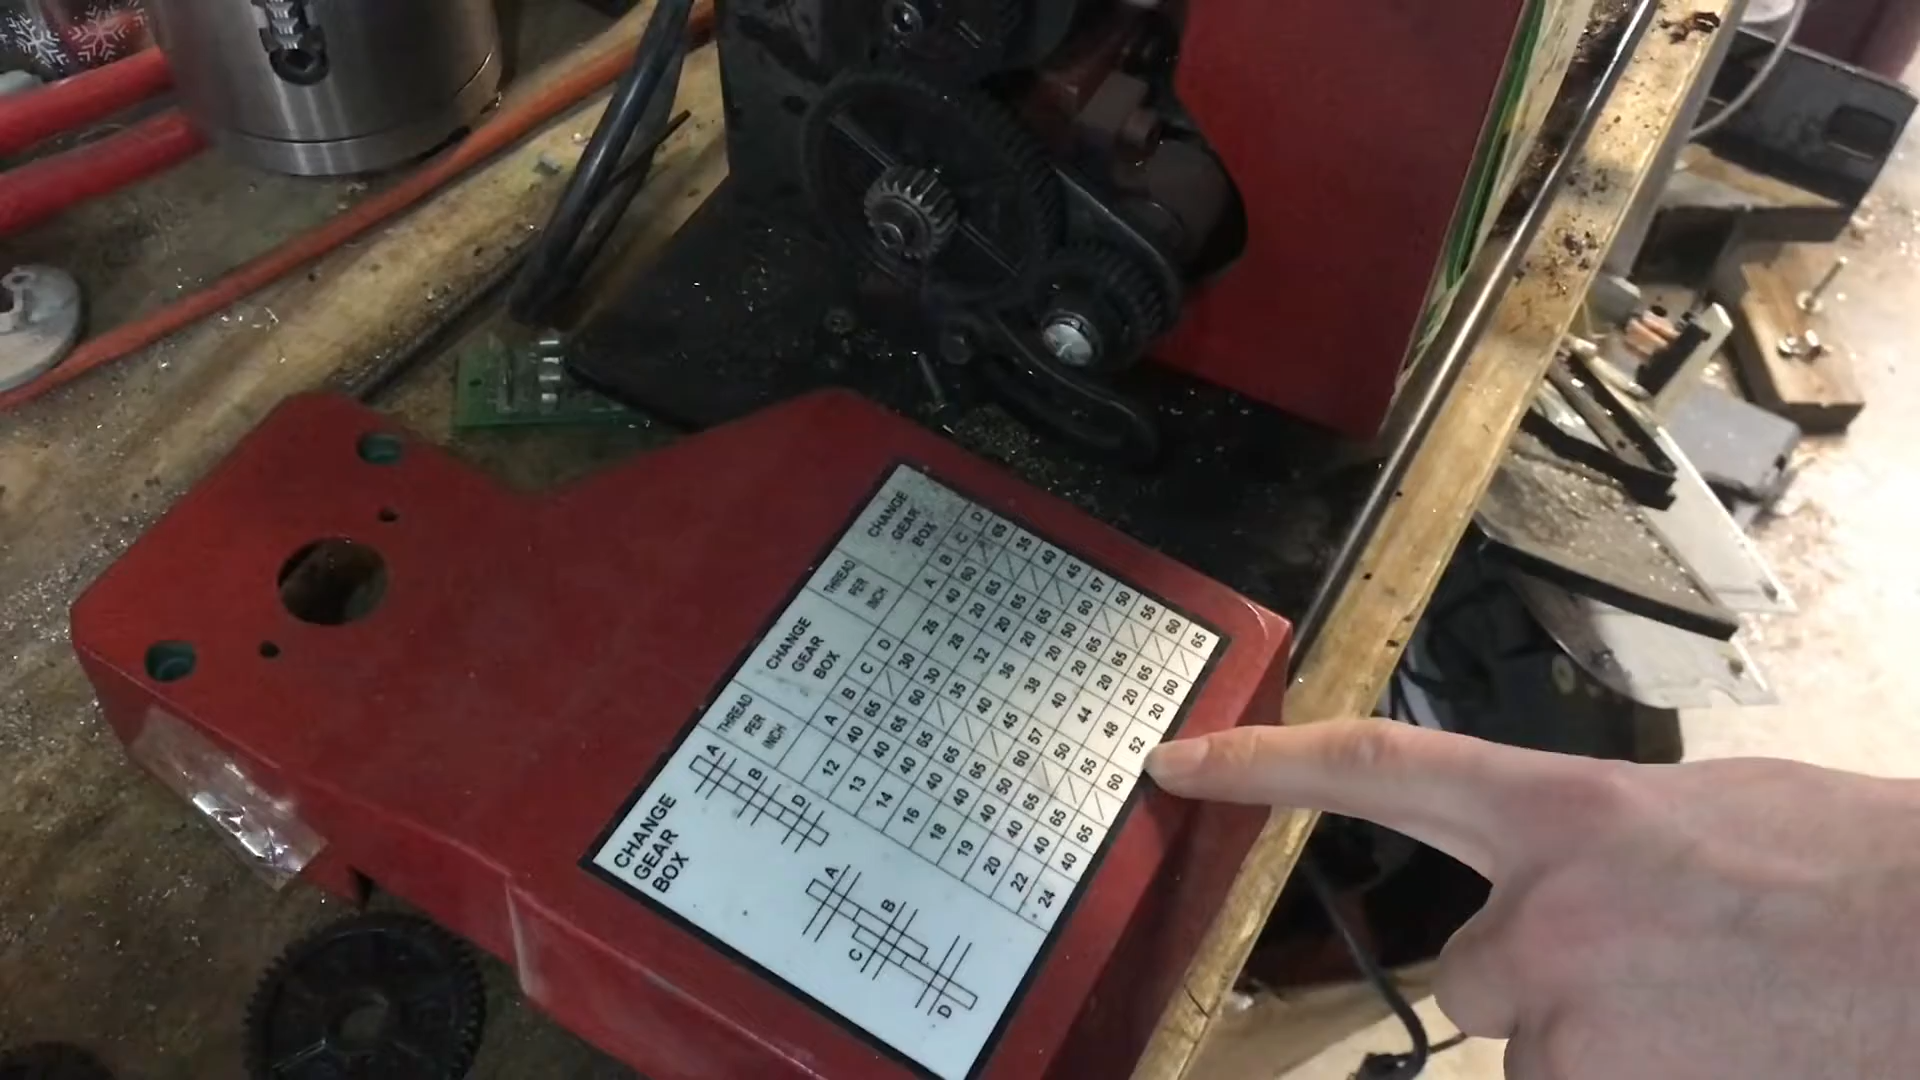 CHANGE
GEAR
BOX
A
B
D
A
B
C
D
THREAD PER INCH CHANGE GEAR BOX THREAD PER INCH CHANGE GEAR BOX
A B C D A B C D
12 40 65 / 30 26 40 60 / 65
13 40 65 60 30 28 20 65 / 35
14 40 65 / 35 32 20 65 / 40
16 40 65 / 40 36 20 65 / 45
18 40 65 / 45 38 20 50 60 57
19 40 50 60 57 40 20 65 / 50
20 40 65 / 50 44 20 65 / 55
22 40 65 / 55 48 20 65 / 60
24 40 65 / 60 52 20 60 / 65